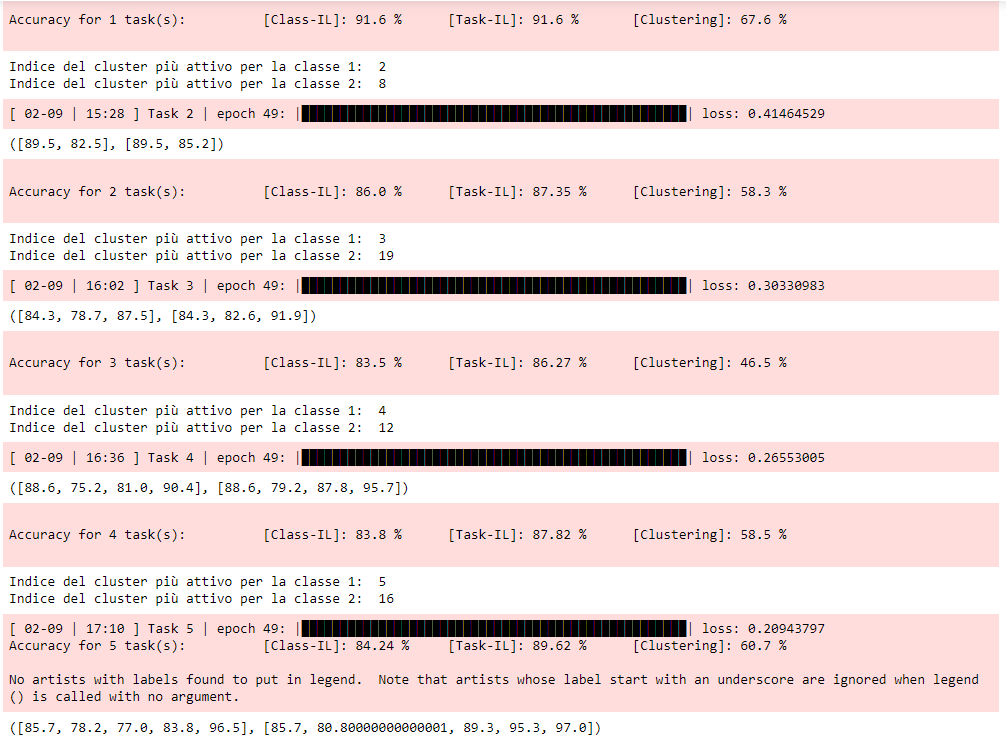 Accuracy for 1 task(s): [Class-IL]: 91.6 % [Task-IL]: 91.6 % [Clustering]: 67.6 %
Indice del cluster più attivo per la classe 1: 2
Indice del cluster più attivo per la classe 2: 8
[ 02-09 | 15:28 ] Task 2 | epoch 49: || loss: 0.41464529
([89.5, 82.5], [89.5, 85.2])
Accuracy for 2 task(s): [Class-IL]: 86.0 % [Task-IL]: 87.35 % [Clustering]: 58.3 %
Indice del cluster più attivo per la classe 1: 3
Indice del cluster più attivo per la classe 2: 19
[ 02-09 | 16:02 ] Task 3 | epoch 49: || loss: 0.30330983
([84.3, 78.7, 87.5], [84.3, 82.6, 91.9])
Accuracy for 3 task(s): [Class-IL]: 83.5 % [Task-IL]: 86.27 % [Clustering]: 46.5 %
Indice del cluster più attivo per la classe 1: 4
Indice del cluster più attivo per la classe 2: 12
[ 02-09 | 16:36 ] Task 4 | epoch 49: || loss: 0.26553005
([88.6, 75.2, 81.0, 90.4], [88.6, 79.2, 87.8, 95.7])
Accuracy for 4 task(s): [Class-IL]: 83.8 % [Task-IL]: 87.82 % [Clustering]: 58.5 %
Indice del cluster più attivo per la classe 1: 5
Indice del cluster più attivo per la classe 2: 16
[ 02-09 | 17:10 ] Task 5 | epoch 49: || loss: 0.20943797
Accuracy for 5 task(s): [Class-IL]: 84.24 % [Task-IL]: 89.62 % [Clustering]: 60.7 %
No artists with labels found to put in legend. Note that artists whose label start with an underscore are ignored when legend
() is called with no argument.
([85.7, 78.2, 77.0, 83.8, 96.5], [85.7, 80.80000000000001, 89.3, 95.3, 97.0])